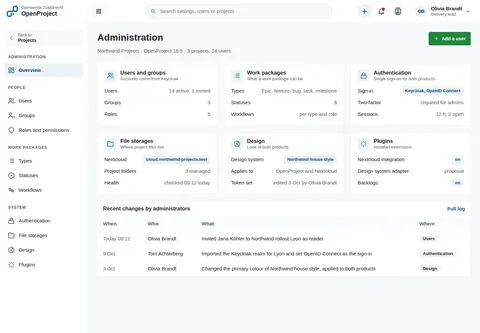 Gemeente Zuiddrecht
OpenProject
Search settings, users or projects
OB
Olivia Brandt
Delivery lead
Back to
Projects
ADMINISTRATION
Overview
PEOPLE
Users
Groups
Roles and permissions
WORK PACKAGES
Types
Statuses
Workflows
SYSTEM
Authentication
File storages
Design
Plugins
Administration
Northwind Projects · OpenProject 16.5 · 3 projects, 14 users
+ Add a user
Users and groups
Accounts come from Keycloak
Users 14 active, 1 invited
Groups 3
Roles 5
Work packages
What a work package can be
Types Epic, feature, bug, task, milestone
Statuses 6
Workflows per type and role
Authentication
Single sign-on for both products
Sign-in Keycloak, OpenID Connect
Two-factor required for admins
Sessions 12 h, 2 open
File storages
Where project files live
Nextcloud cloud.northwind-projects.test
Project folders 3 managed
Health checked 09:12 today
Design
Look of both products
Design system Northwind house style
Applies to OpenProject and Nextcloud
Token set edited 3 Oct by Olivia Brandt
Plugins
Installed extensions
Nextcloud integration on
Design system adapter proposal
Backlogs on
Recent changes by administrators Full log
When Who What Where
Today 09:12 Olivia Brandt Invited Jana Köhler to Northwind rollout Lyon as reader Users
9 Oct Tom Achterberg Imported the Keycloak realm for Lyon and set OpenID Connect as the sign-in Authentication
3 Oct Olivia Brandt Changed the primary colour of Northwind house style, applied to both products Design